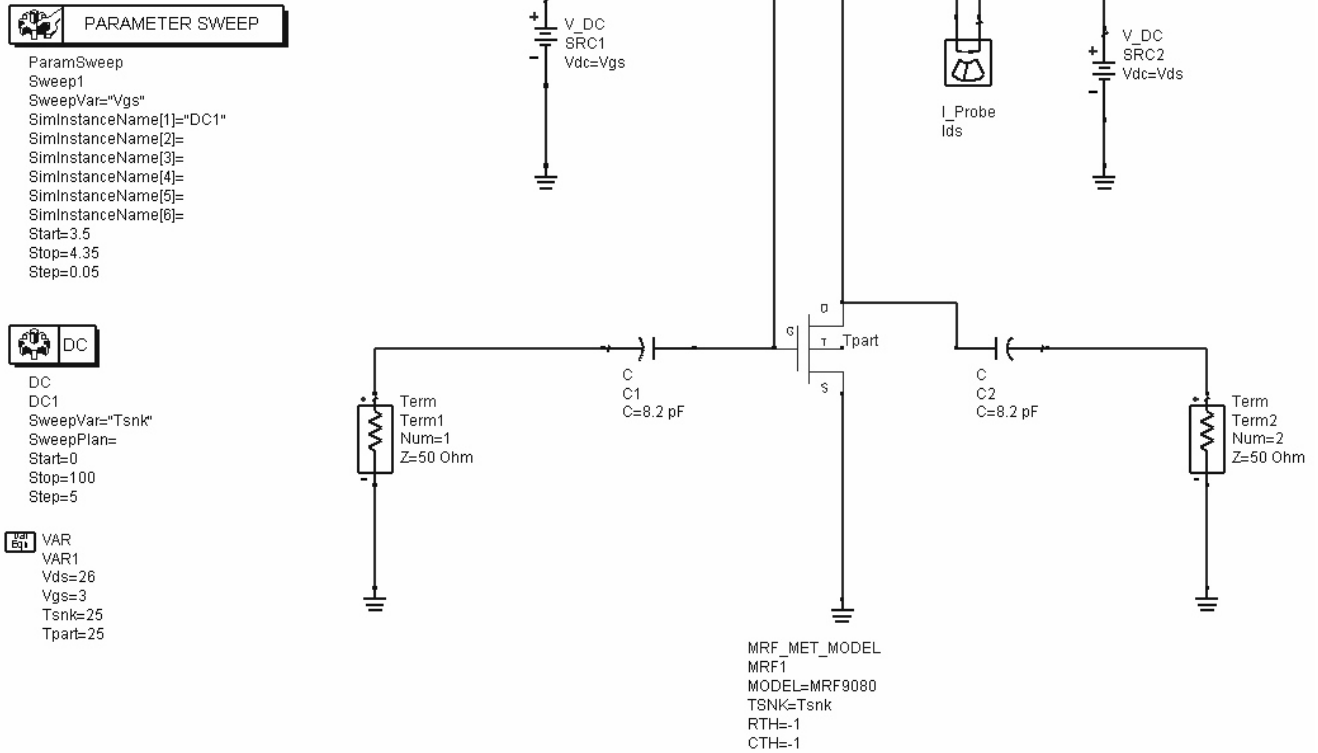 PARAMETER SWEEP
ParamSweep
Sweep1
SweepVar="Vgs"
SimInstanceName[1]="DC1"
SimInstanceName[2]=
SimInstanceName[3]=
SimInstanceName[4]=
SimInstanceName[5]=
SimInstanceName[6]=
Start=3.5
Stop=4.35
Step=0.05
DC
DC
DC1
SweepVar="Tsnk"
SweepPlan=
Start=0
Stop=100
Step=5
Var
Eqn
VAR
VAR1
Vds=26
Vgs=3
Tsnk=25
Tpart=25
+
V_DC
SRC1
Vdc=Vgs
-
I_Probe
Ids
+
V_DC
SRC2
Vdc=Vds
-
D
G
T
Tpart
S
C
C1
C=8.2 pF
C
C2
C=8.2 pF
+
Term
Term1
Num=1
Z=50 Ohm
-
+
Term
Term2
Num=2
Z=50 Ohm
-
MRF_MET_MODEL
MRF1
MODEL=MRF9080
TSNK=Tsnk
RTH=-1
CTH=-1